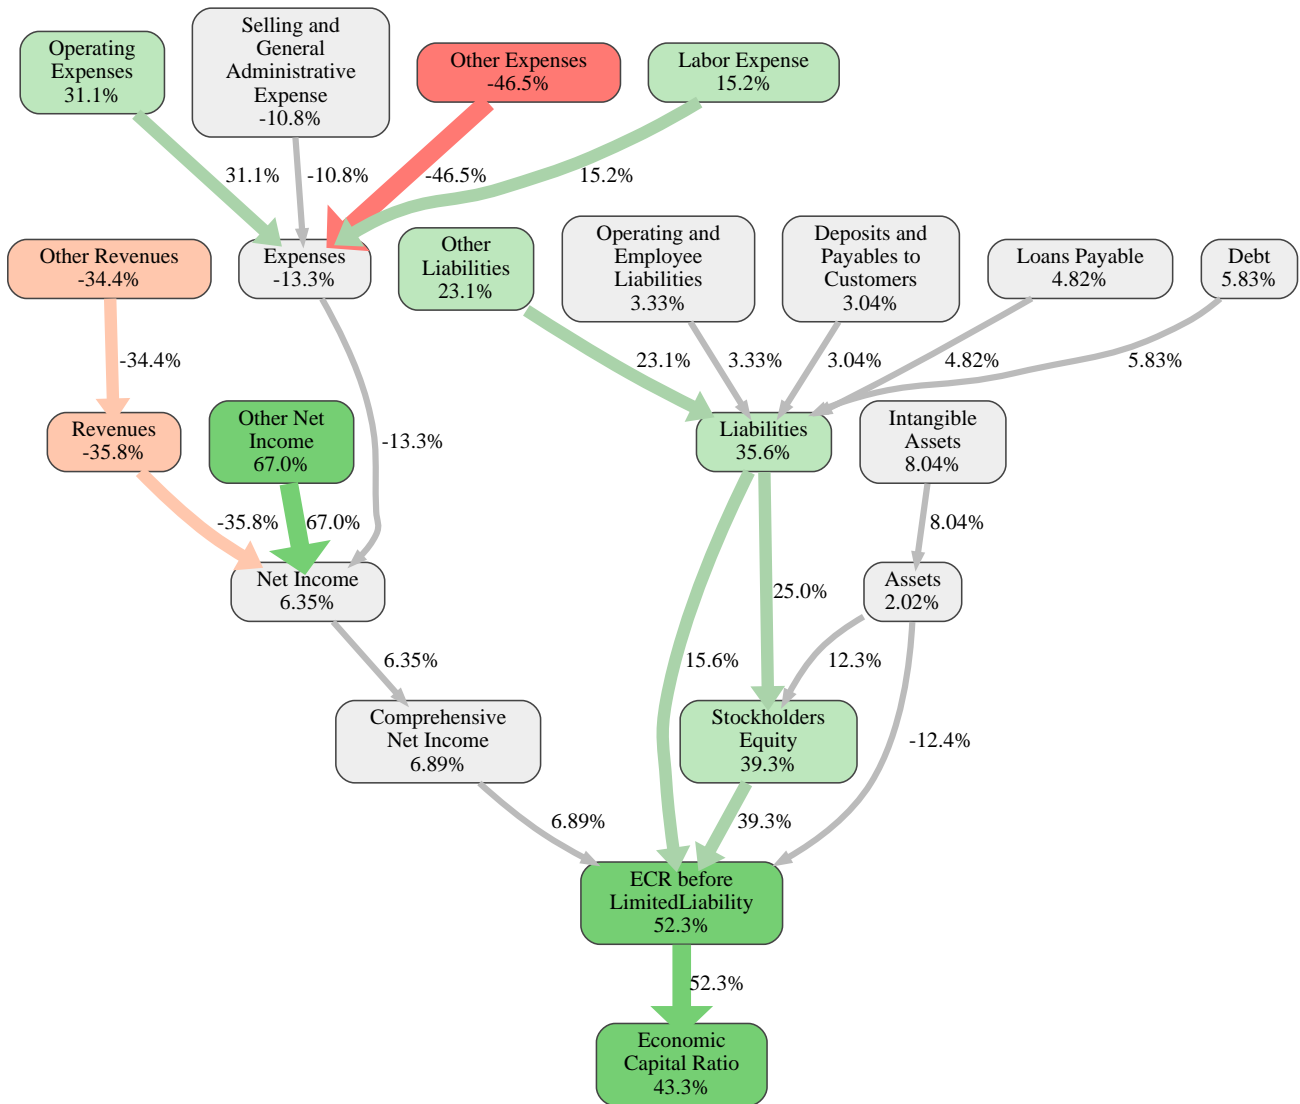 Operating
Expenses
31.1%
Selling and
General
Administrative
Expense
-10.8%
Other Expenses
-46.5%
Labor Expense
15.2%
31.1%
-10.8%
-46.5%
15.2%
Other Revenues
-34.4%
Expenses
-13.3%
Other
Liabilities
23.1%
Operating and
Employee
Liabilities
3.33%
Deposits and
Payables to
Customers
3.04%
Loans Payable
4.82%
Debt
5.83%
-34.4%
23.1%
3.33%
3.04%
4.82%
5.83%
Revenues
-35.8%
Other Net
Income
67.0%
-13.3%
Liabilities
35.6%
Intangible
Assets
8.04%
-35.8%
67.0%
8.04%
Net Income
6.35%
25.0%
Assets
2.02%
6.35%
15.6%
12.3%
Comprehensive
Net Income
6.89%
Stockholders
Equity
39.3%
-12.4%
6.89%
39.3%
ECR before
LimitedLiability
52.3%
52.3%
Economic
Capital Ratio
43.3%